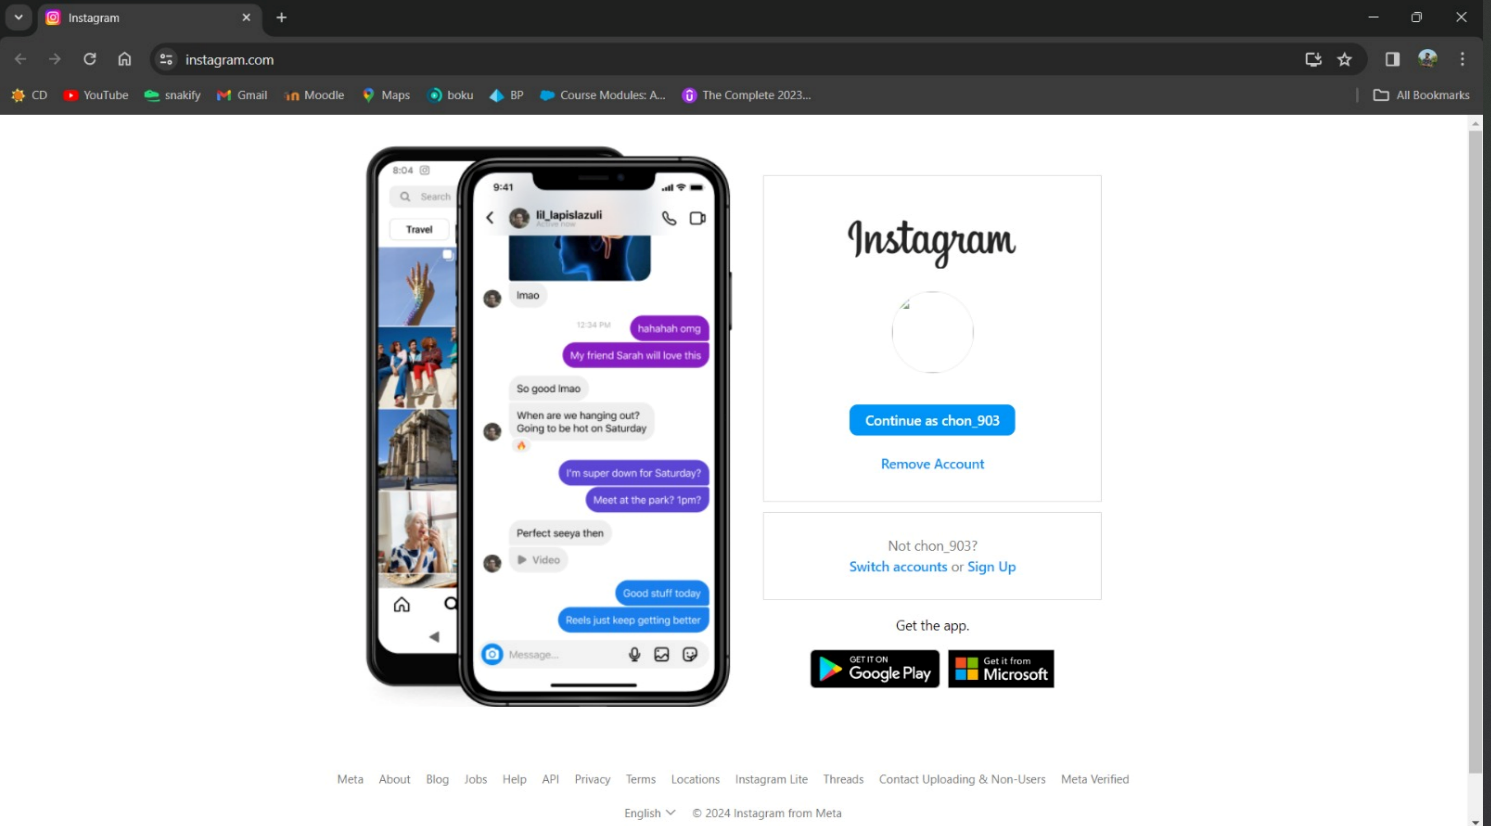 Instagram
instagram.com
CD YouTube snakify Gmail Moodle Maps boku BP Course Modules: A... The Complete 2023... All Bookmarks
8:04
Search
Travel
9:41
lil_lapislazuli
Active now
lmao
12:34 PM
hahahah omg
My friend Sarah will love this
So good lmao
When are we hanging out?
Going to be hot on Saturday
I'm super down for Saturday?
Meet at the park? 1pm?
Perfect seeya then
Video
Good stuff today
Reels just keep getting better
Message...
Instagram
Continue as chon_903
Remove Account
Not chon_903?
Switch accounts or Sign Up
Get the app.
GET IT ON
Google Play
Get it from
Microsoft
Meta About Blog Jobs Help API Privacy Terms Locations Instagram Lite Threads Contact Uploading & Non-Users Meta Verified
English © 2024 Instagram from Meta